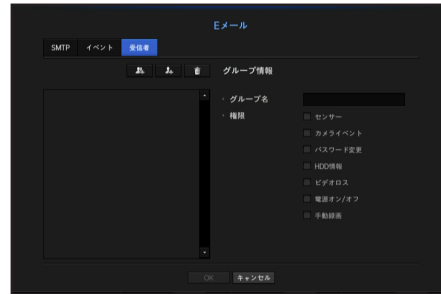 Eメール
SMTP イベント 受信者
グループ情報
・ グループ名
・ 権限
センサー
カメライベント
パスワード変更
HDD情報
ビデオロス
電源オン/オフ
手動録画
OK キャンセル